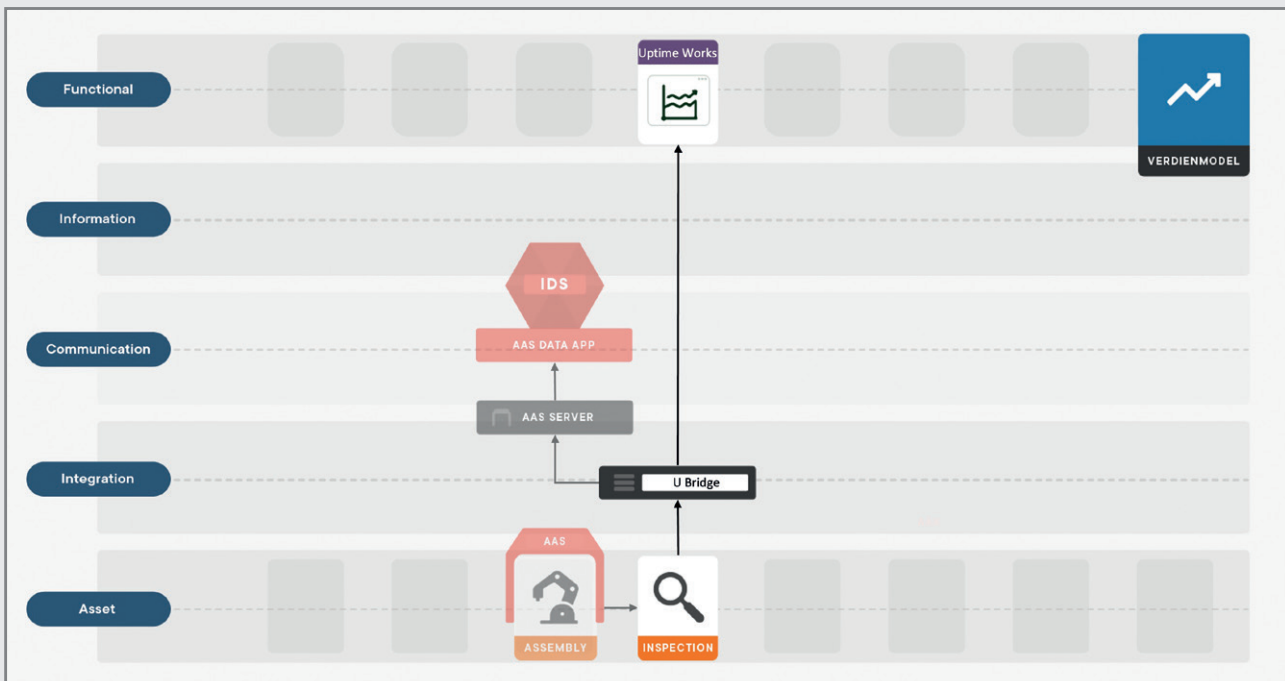 Uptime Works
Functional
VERDIENMODEL
Information
IDS
Communication
AAS DATA APP
AAS SERVER
Integration
U Bridge
AAS
Asset
ASSEMBLY
INSPECTION